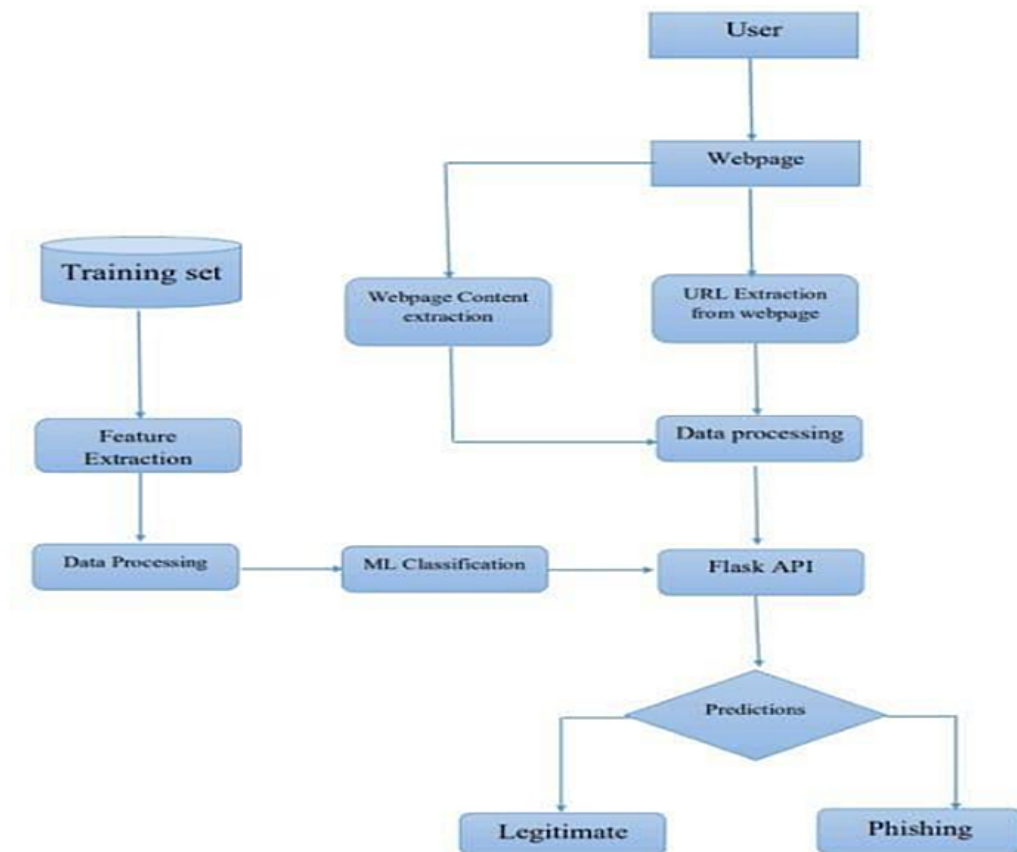 User
Webpage
Training set
Webpage Content
extraction
URL Extraction
from webpage
Feature
Extraction
Data processing
Data Processing
ML Classification
Flask API
Predictions
Legitimate
Phishing